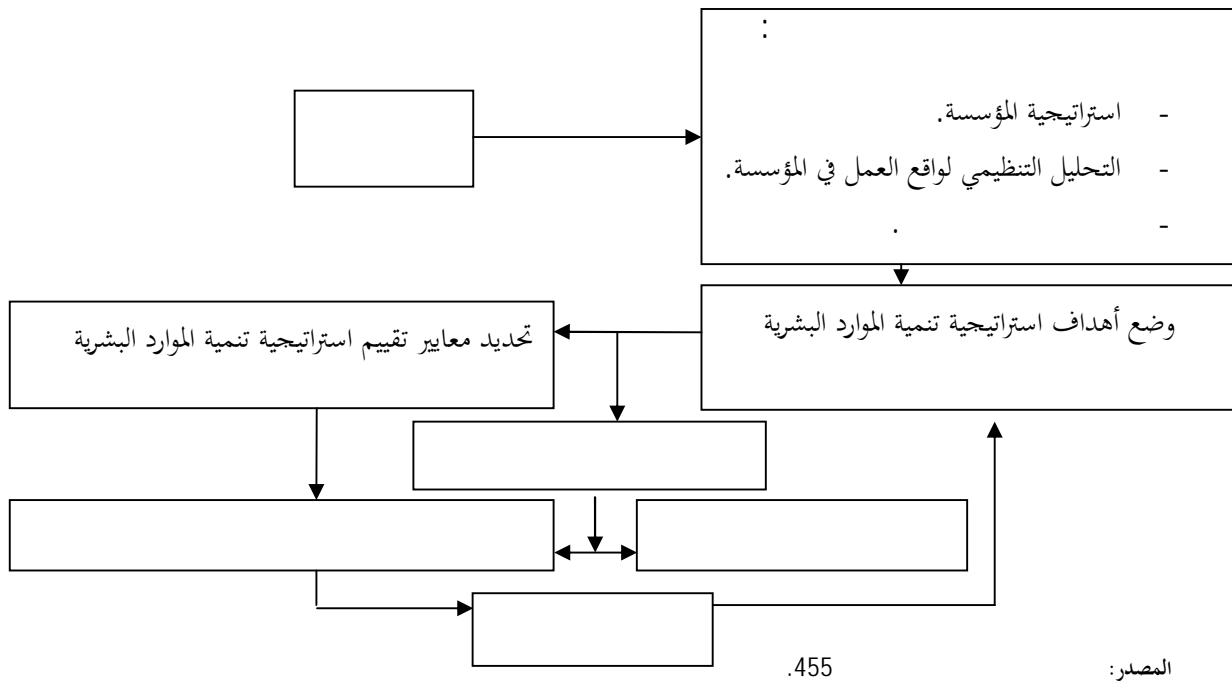 :
- استراتيجية المؤسسة.
- التحليل التنظيمي لواقع العمل في المؤسسة.
- .
وضع أهداف استراتيجية تنمية الموارد البشرية
تحديد معايير تقييم استراتيجية تنمية الموارد البشرية
المصدر: 455.